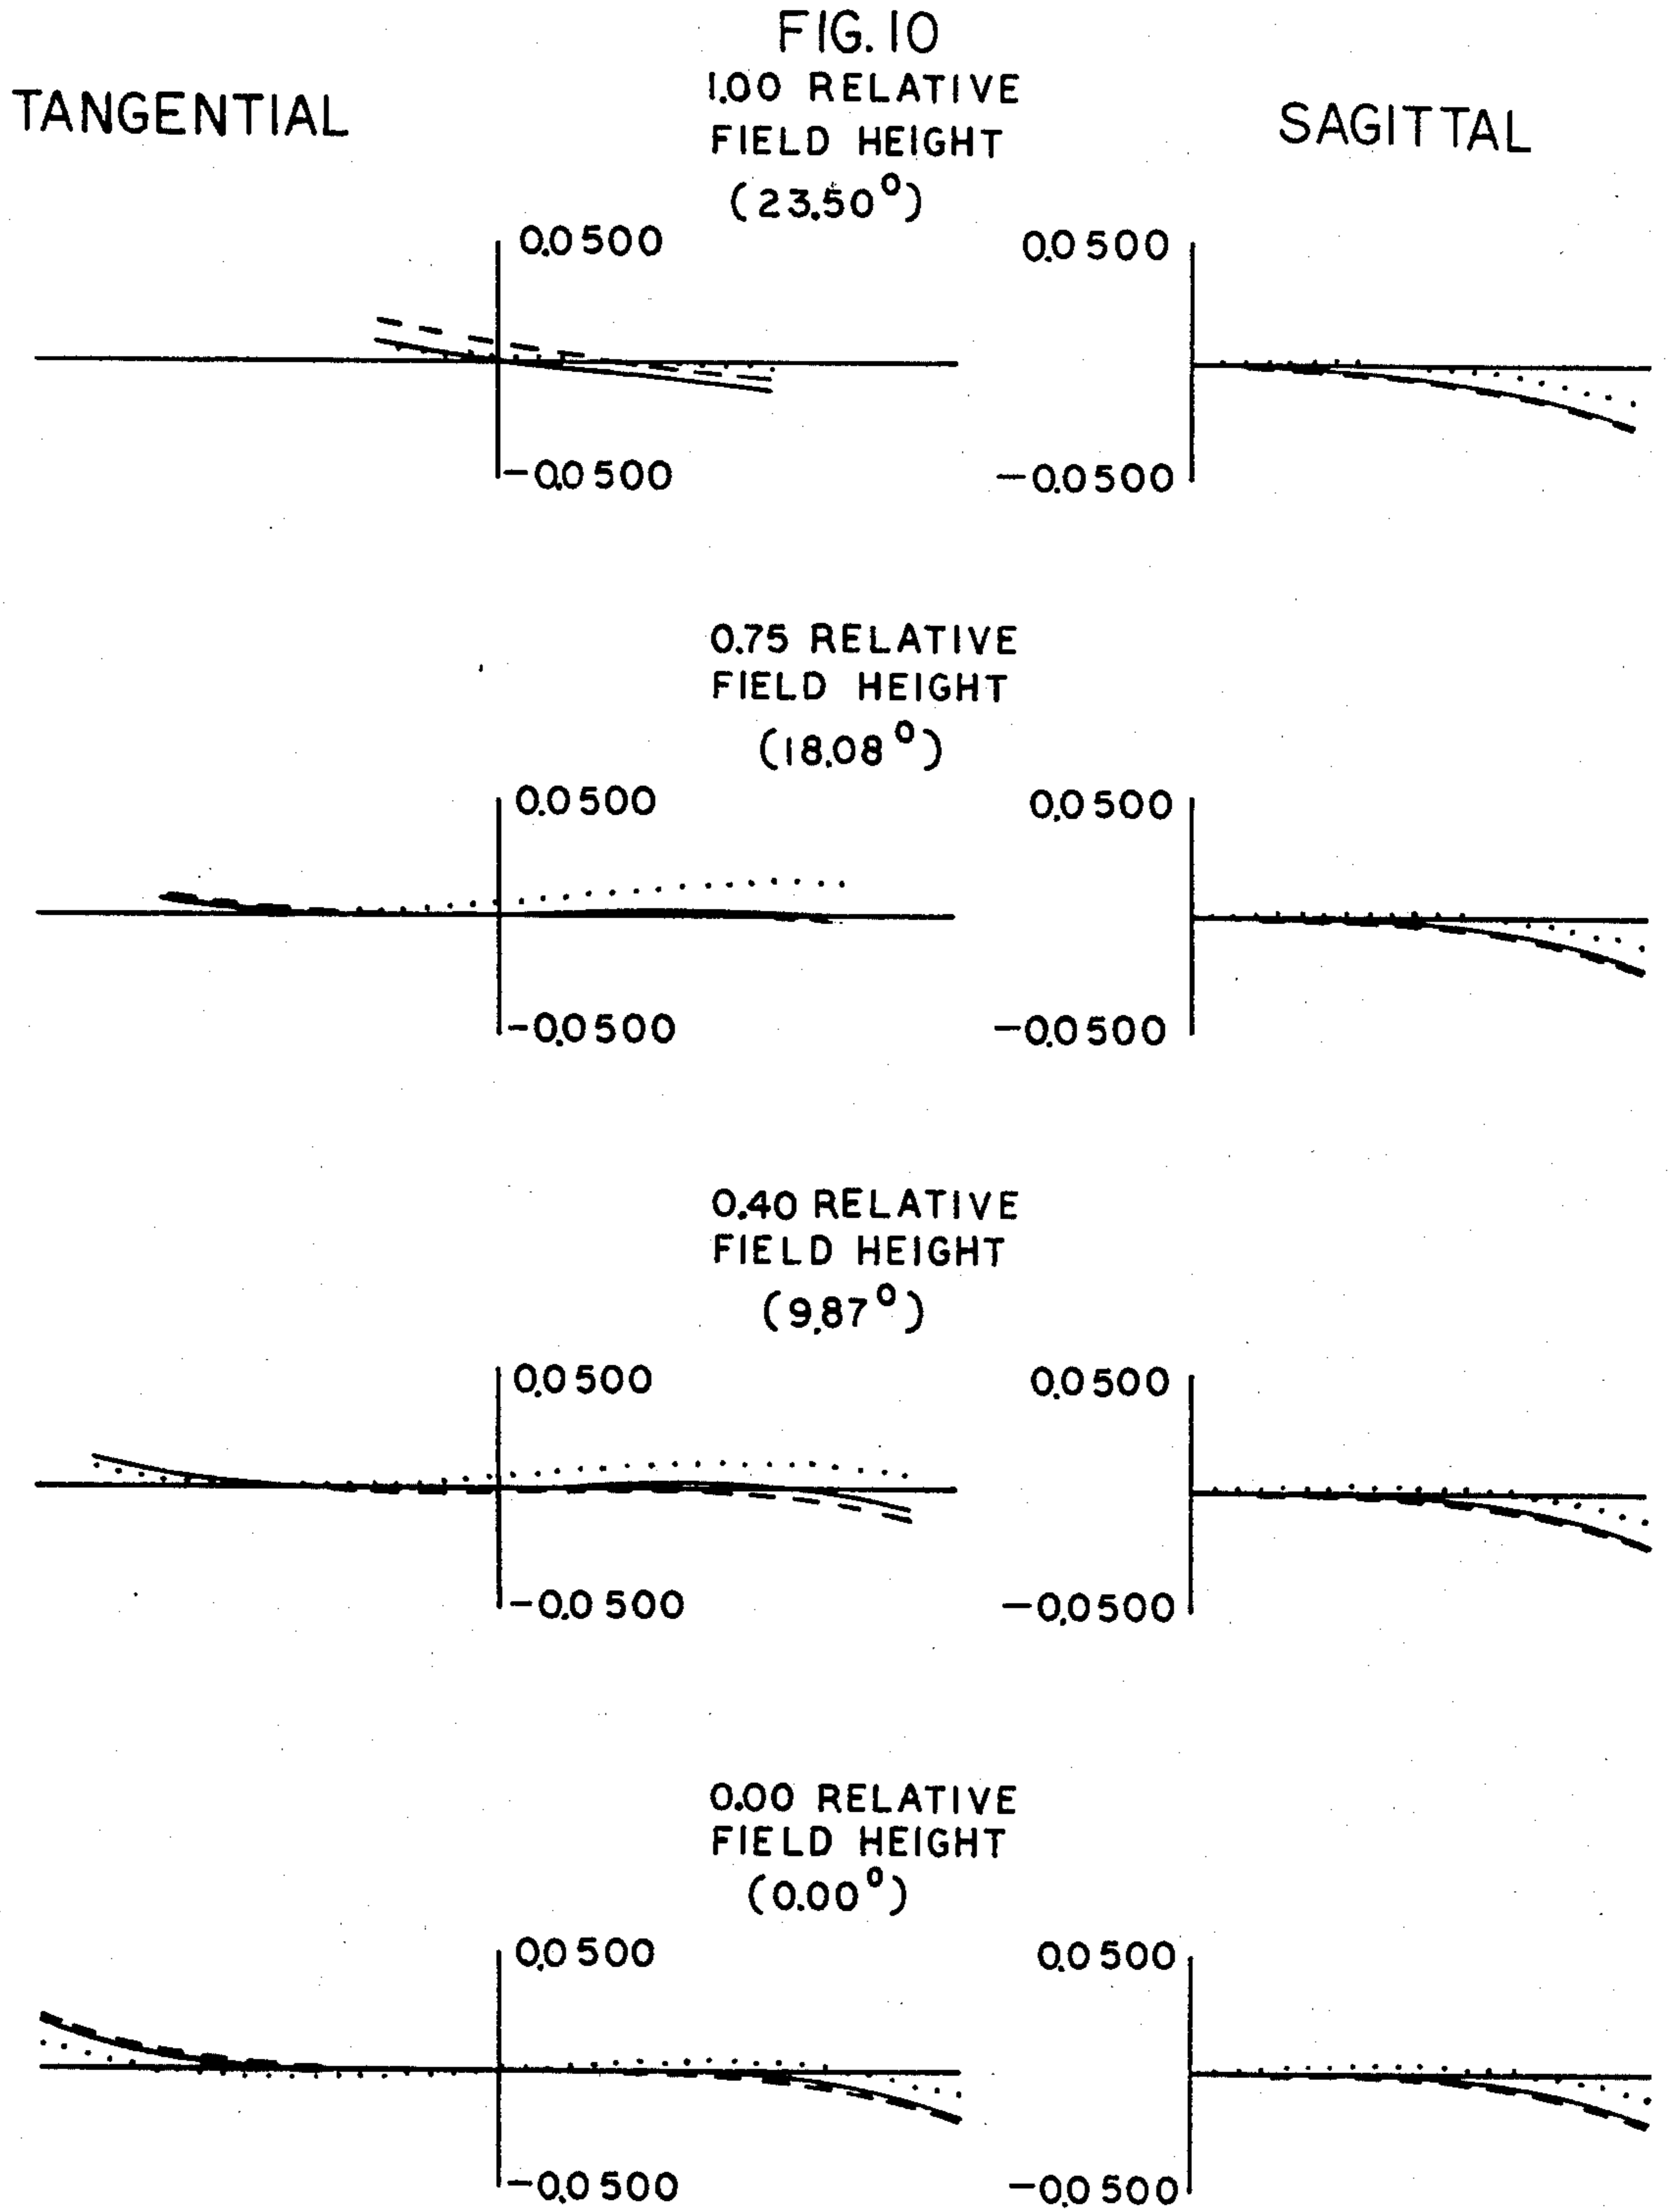 FIG. 10
TANGENTIAL
1.00 RELATIVE
FIELD HEIGHT
(23.50°)
SAGITTAL
0.0500
0.0500
-0.0500
-0.0500
0.75 RELATIVE
FIELD HEIGHT
(18.08°)
0.0500
0.0500
-0.0500
-0.0500
0.40 RELATIVE
FIELD HEIGHT
(9.87°)
0.0500
0.0500
-0.0500
-0.0500
0.00 RELATIVE
FIELD HEIGHT
(0.00°)
0.0500
0.0500
-0.0500
-0.0500